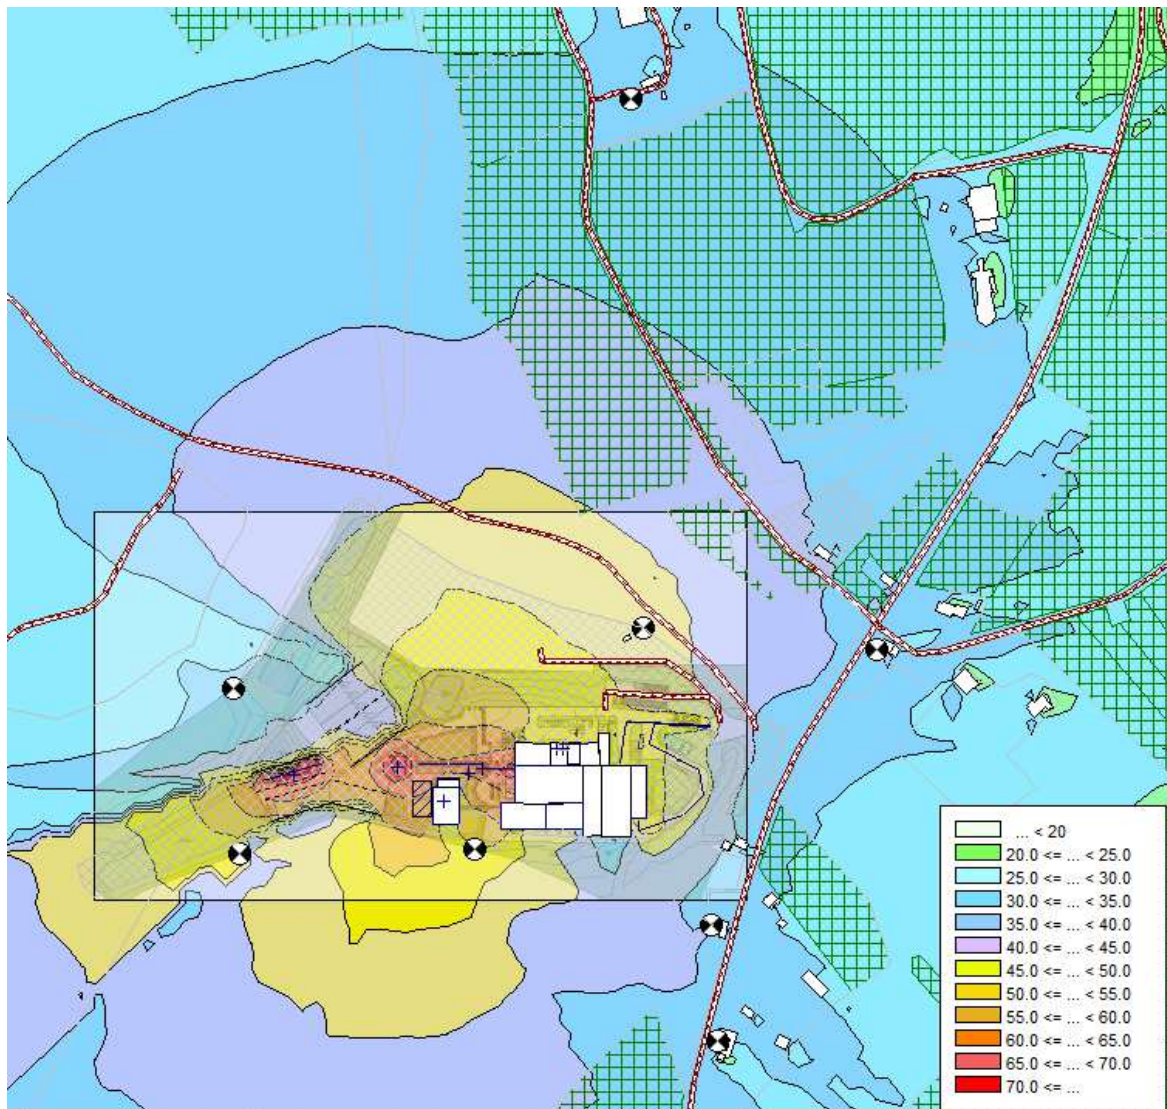 ... < 20
20.0 <= ... < 25.0
25.0 <= ... < 30.0
30.0 <= ... < 35.0
35.0 <= ... < 40.0
40.0 <= ... < 45.0
45.0 <= ... < 50.0
50.0 <= ... < 55.0
55.0 <= ... < 60.0
60.0 <= ... < 65.0
65.0 <= ... < 70.0
70.0 <= ...